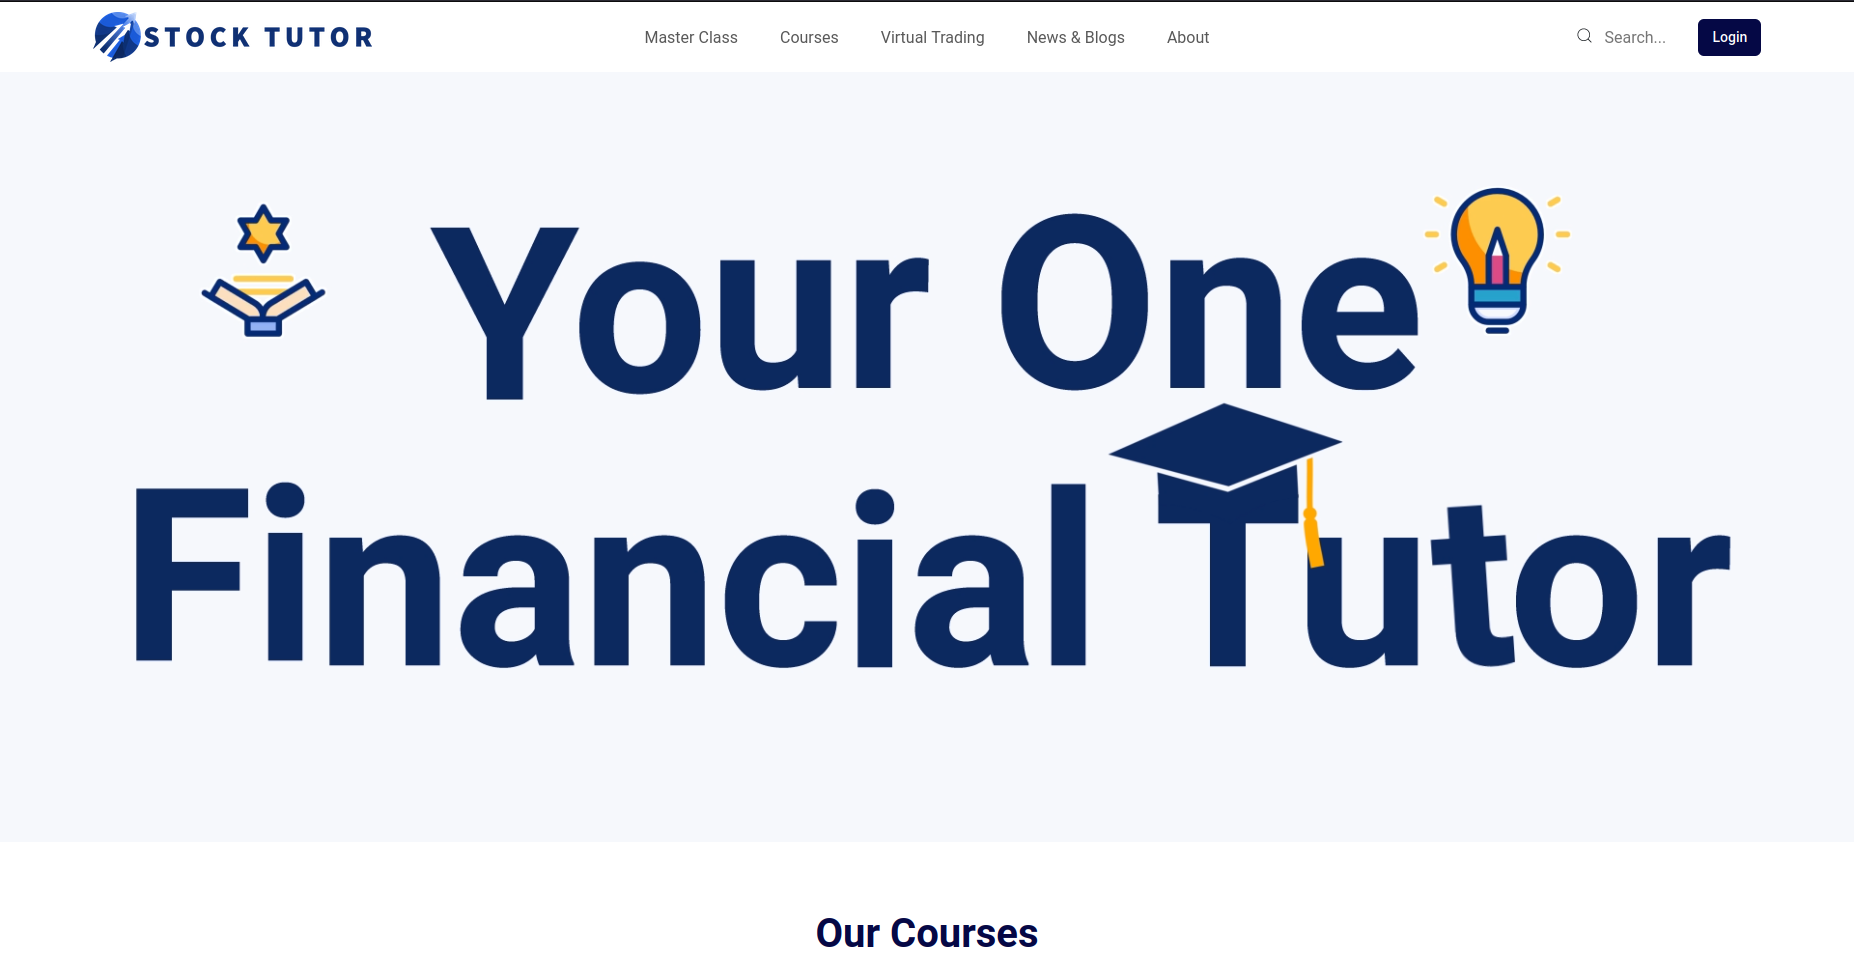 STOCK TUTOR
Master Class Courses Virtual Trading News & Blogs About
Search...
Login
Your One
Financial Tutor
Our Courses